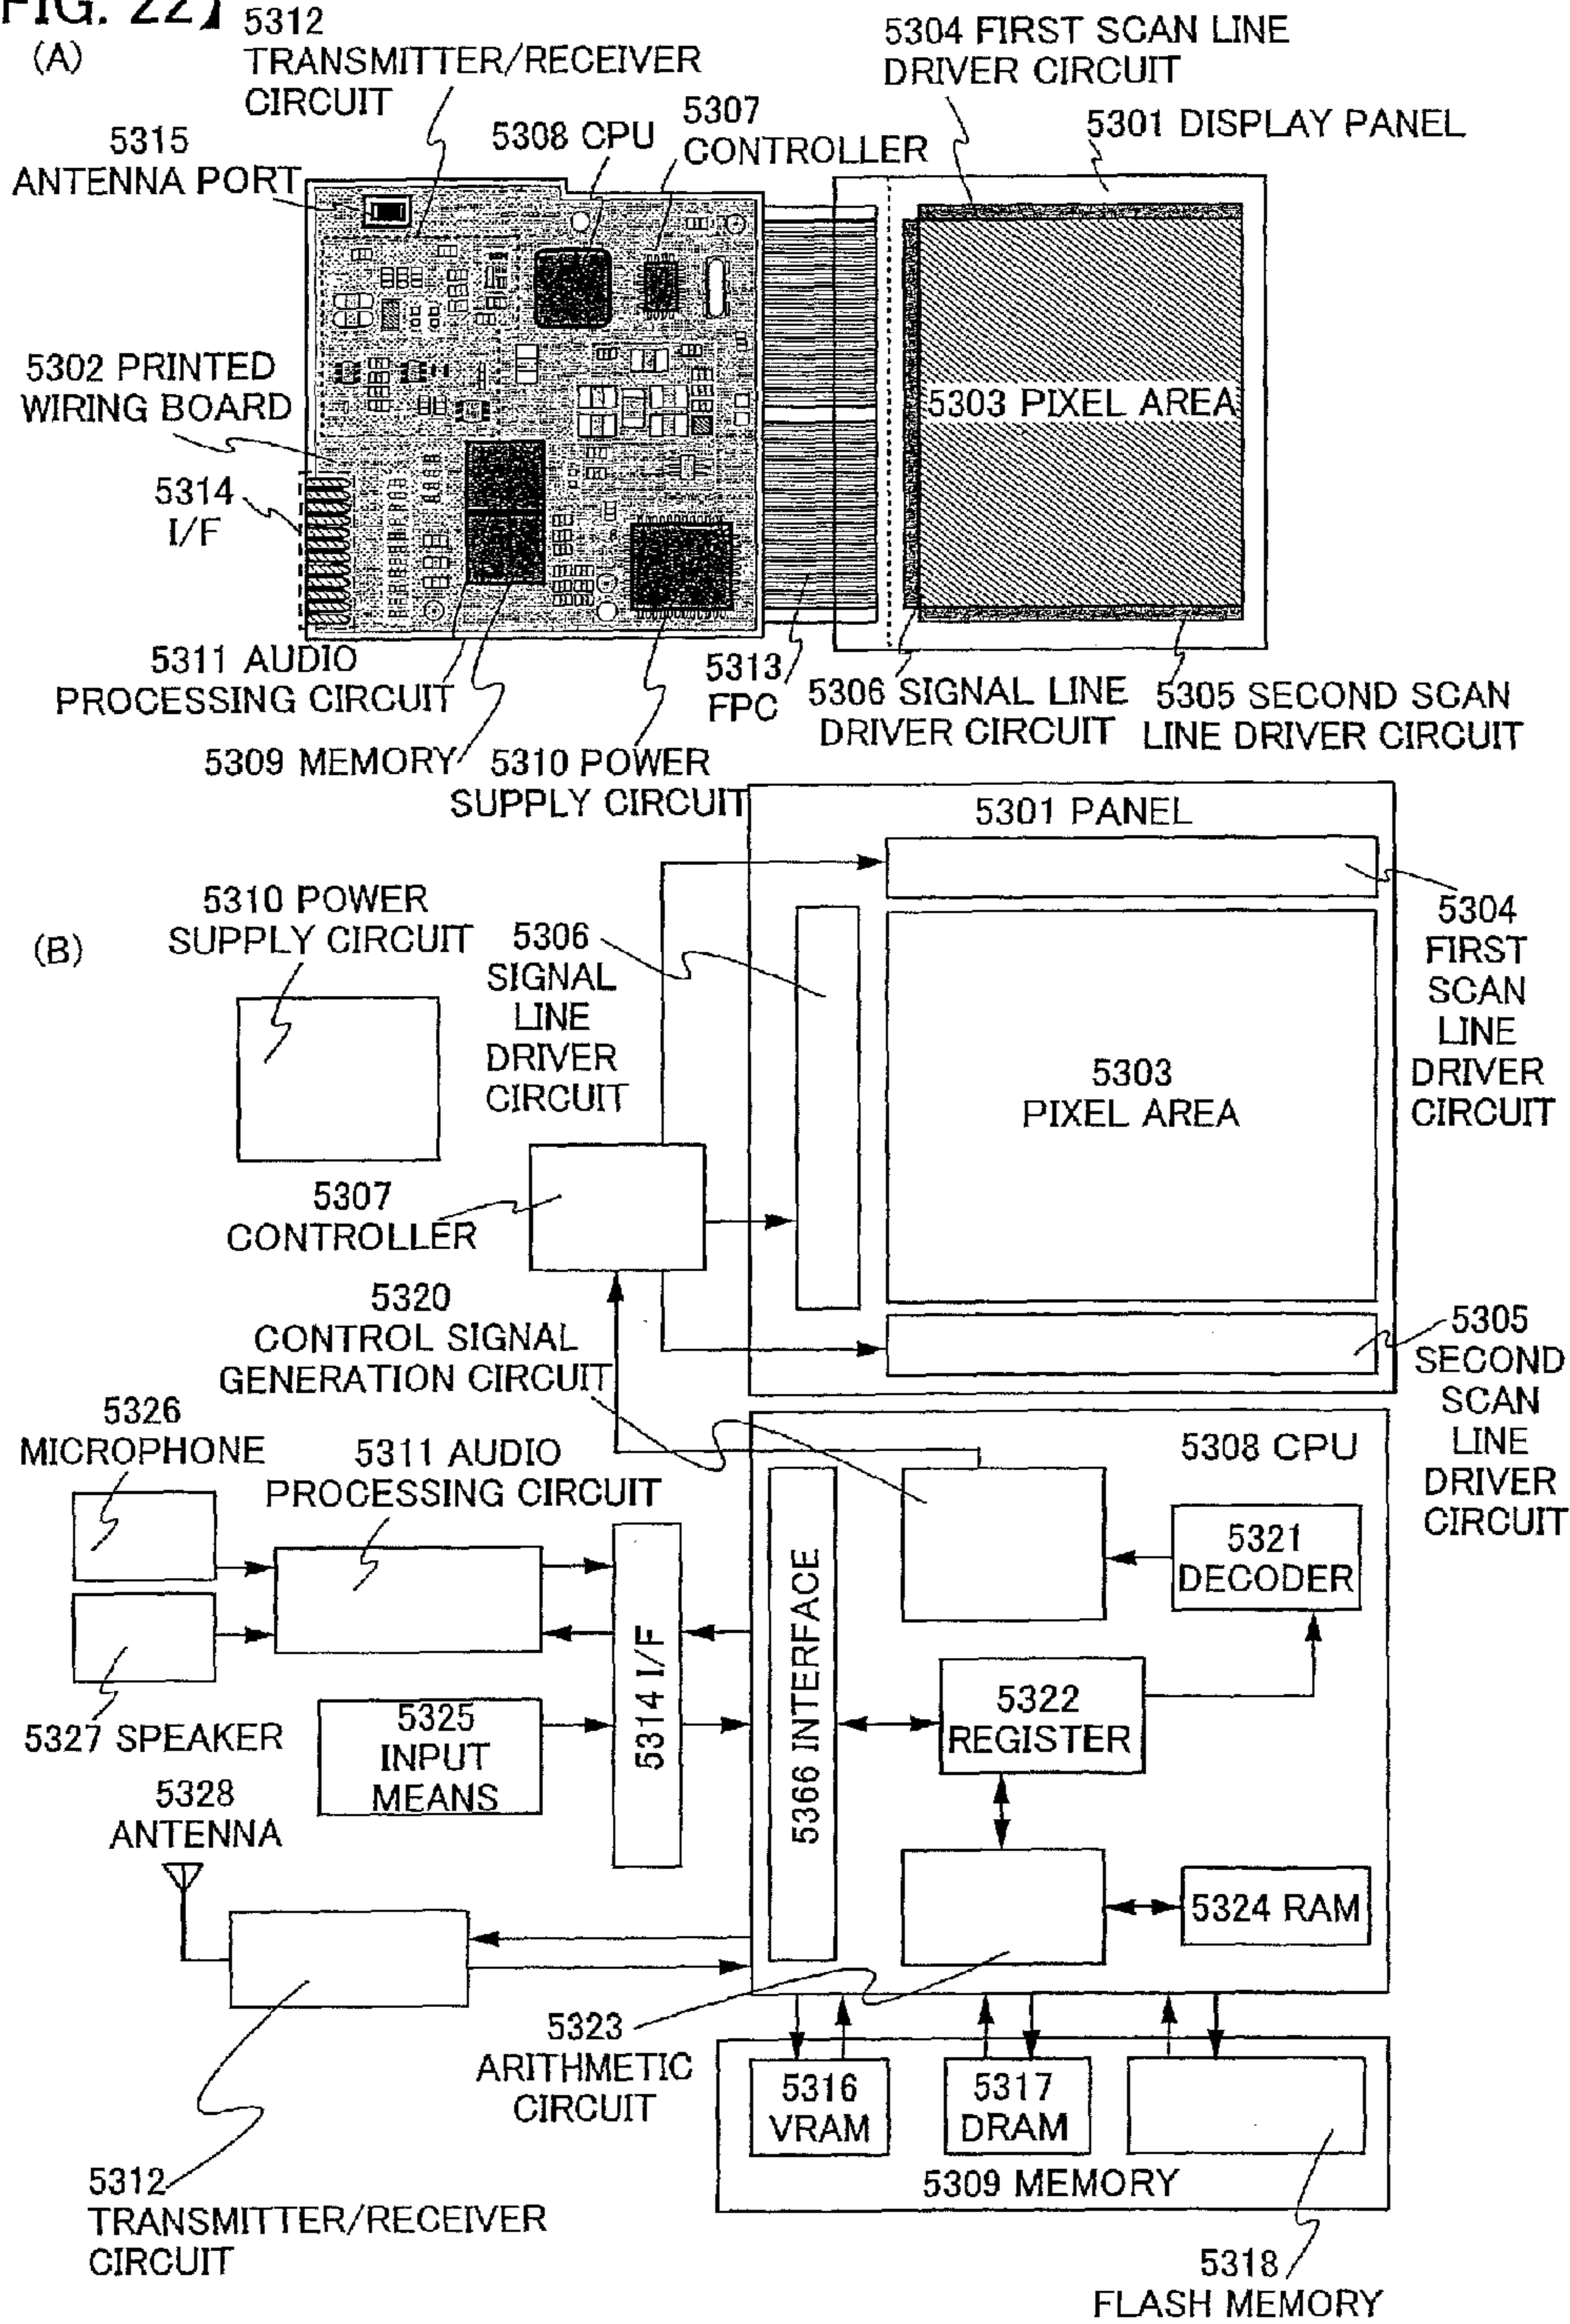 FIG. 22】
(A)
5312
TRANSMITTER/RECEIVER
CIRCUIT
5304 FIRST SCAN LINE
DRIVER CIRCUIT
5315
ANTENNA PORT
5308 CPU
5307
CONTROLLER
5301 DISPLAY PANEL
5302 PRINTED
WIRING BOARD
5303 PIXEL AREA
5314
I/F
5311 AUDIO
PROCESSING CIRCUIT
5309 MEMORY
5310 POWER
SUPPLY CIRCUIT
5313
FPC
5306 SIGNAL LINE
DRIVER CIRCUIT
5305 SECOND SCAN
LINE DRIVER CIRCUIT
(B)
5301 PANEL
5310 POWER
SUPPLY CIRCUIT
5306
SIGNAL
LINE
DRIVER
CIRCUIT
5304
FIRST
SCAN
LINE
DRIVER
CIRCUIT
5303
PIXEL AREA
5307
CONTROLLER
5320
CONTROL SIGNAL
GENERATION CIRCUIT
5305
SECOND
SCAN
LINE
DRIVER
CIRCUIT
5326
MICROPHONE
5311 AUDIO
PROCESSING CIRCUIT
5308 CPU
5321
DECODER
5314 I/F
5366 INTERFACE
5322
REGISTER
5327 SPEAKER
5325
INPUT
MEANS
5328
ANTENNA
5324 RAM
5323
ARITHMETIC
CIRCUIT
5316
VRAM
5317
DRAM
5309 MEMORY
5312
TRANSMITTER/RECEIVER
CIRCUIT
5318
FLASH MEMORY